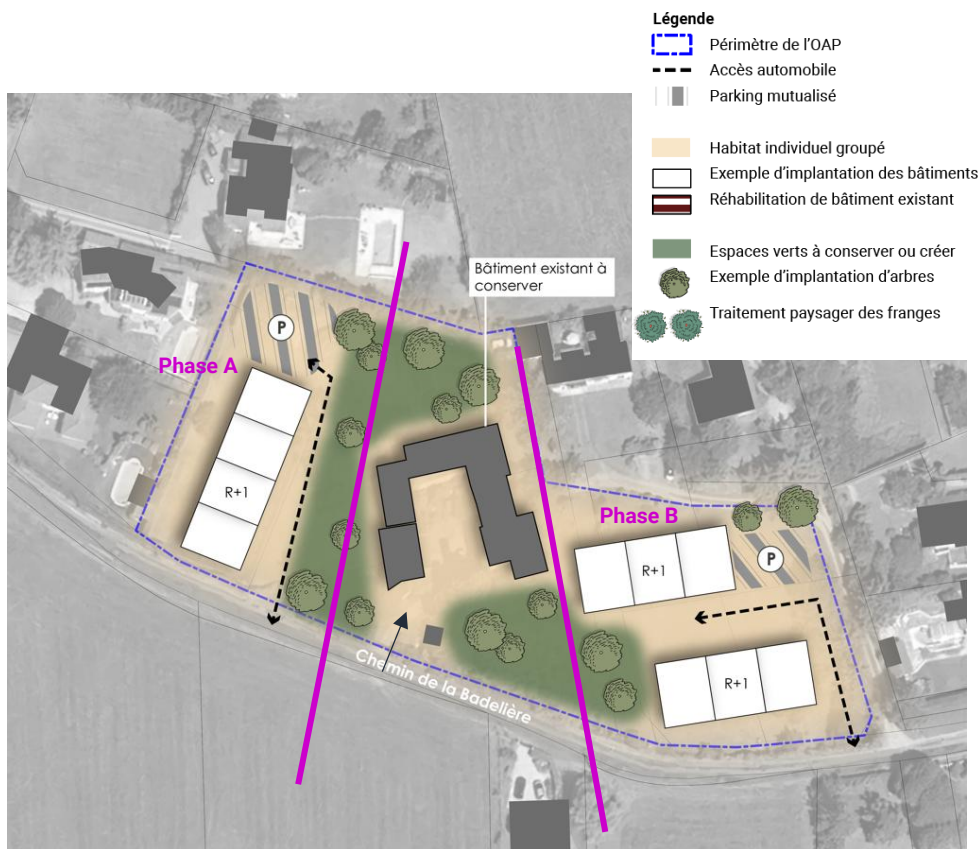 Légende
Périmètre de l'OAP
Accès automobile
Parking mutualisé
Habitat individuel groupé
Exemple d'implantation des bâtiments
Réhabilitation de bâtiment existant
Espaces verts à conserver ou créer
Exemple d'implantation d'arbres
Traitement paysager des franges
Bâtiment existant à
conserver
P
Phase A
R+1
Phase B
P
R+1
R+1
Chemin de la Badelière